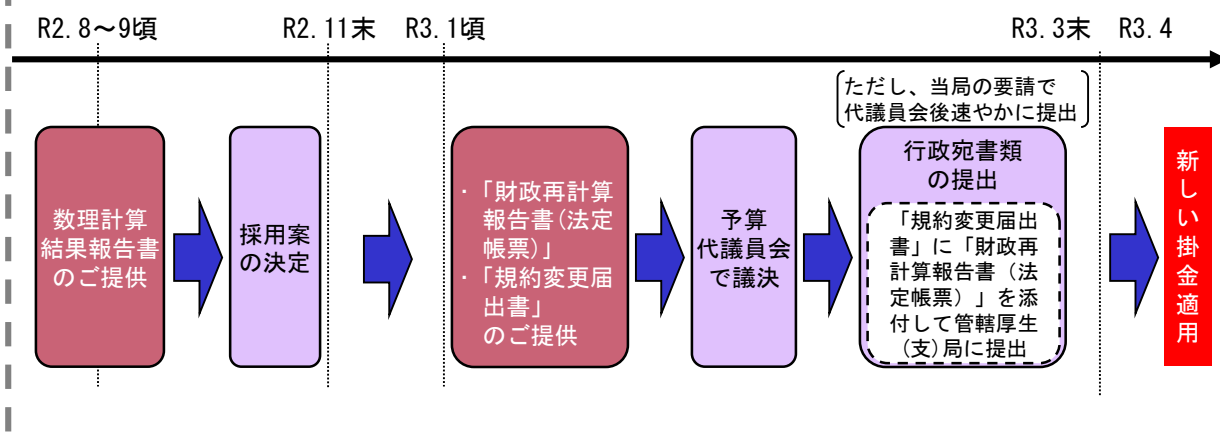 R2.8～9頃
R2.11末
R3.1頃
R3.3末
R3.4
ただし、当局の要請で
代議員会後速やかに提出
数理計算
結果報告書
のご提供
採用案
の決定
・「財政再計算
報告書(法定
帳票)」
・「規約変更届
出書」
のご提供
予算
代議員会
で議決
行政宛書類
の提出
「規約変更届出
書」に「財政再
計算報告書（法
定帳票）」を添
付して管轄厚生
(支)局に提出
新しい掛金適用